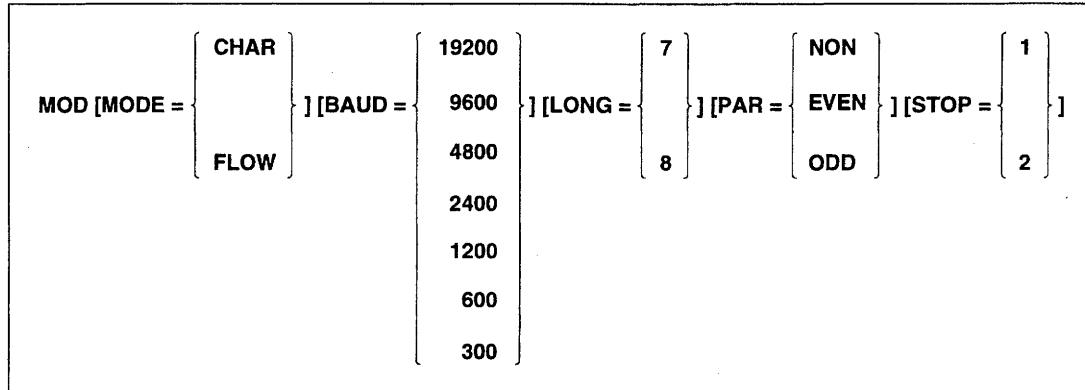 CHAR 19200 7 NON 1
MOD [MODE = { } ] [BAUD = { 9600 } ] [LONG = { } ] [PAR = { EVEN } ] [STOP = { } ]
FLOW 4800 8 ODD 2
2400
1200
600
300